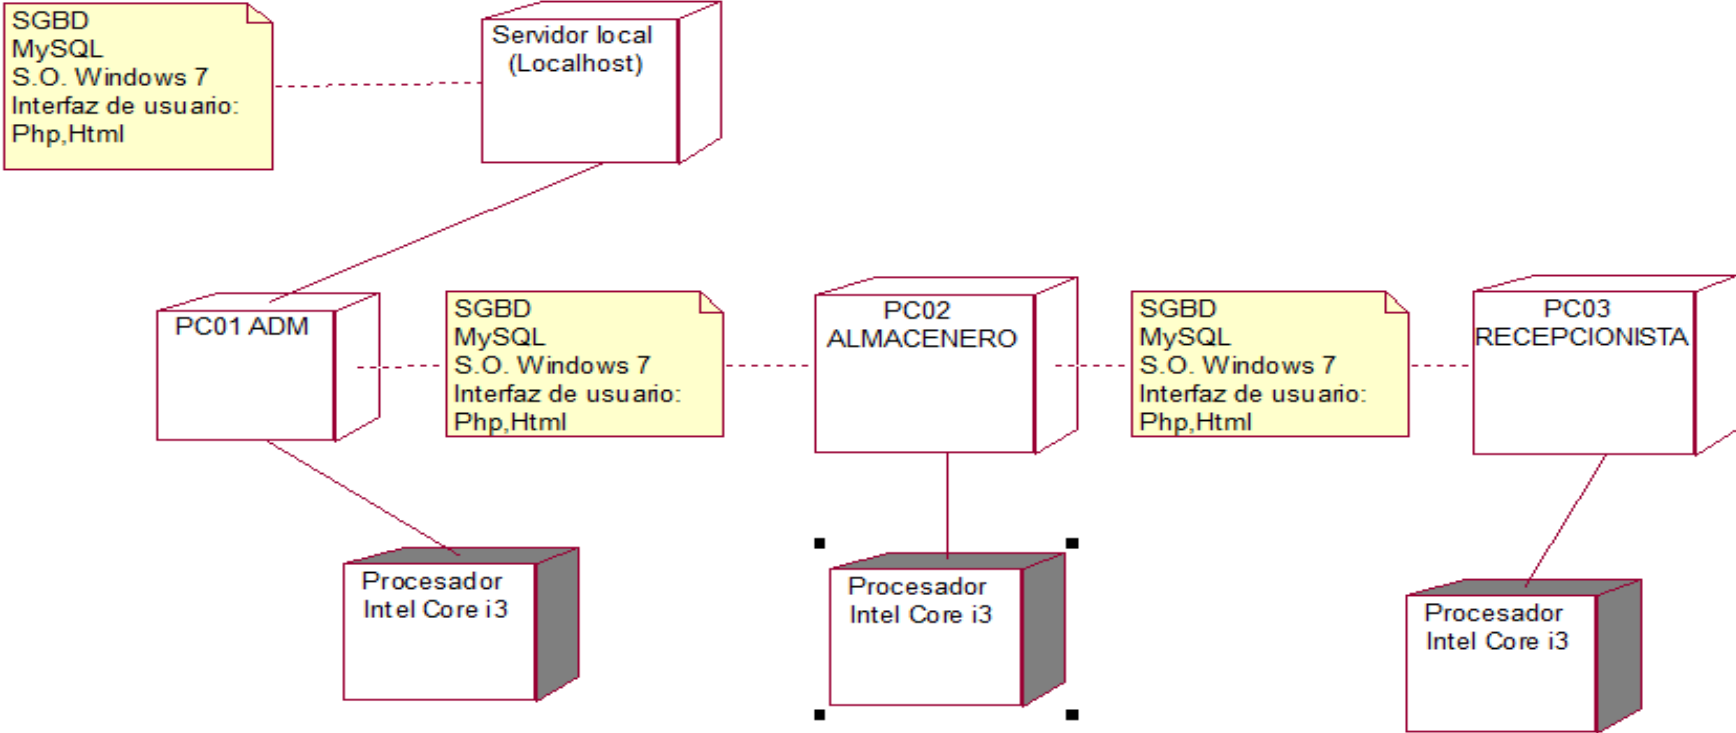 SGBD
MySQL
S.O. Windows 7
Interfaz de usuario:
Php,Html
Servidor local
(Localhost)
PC01 ADM
SGBD
MySQL
S.O. Windows 7
Interfaz de usuario:
Php,Html
PC02
ALMACENERO
SGBD
MySQL
S.O. Windows 7
Interfaz de usuario:
Php,Html
PC03
RECEPCIONISTA
Procesador
Intel Core i3
Procesador
Intel Core i3
Procesador
Intel Core i3